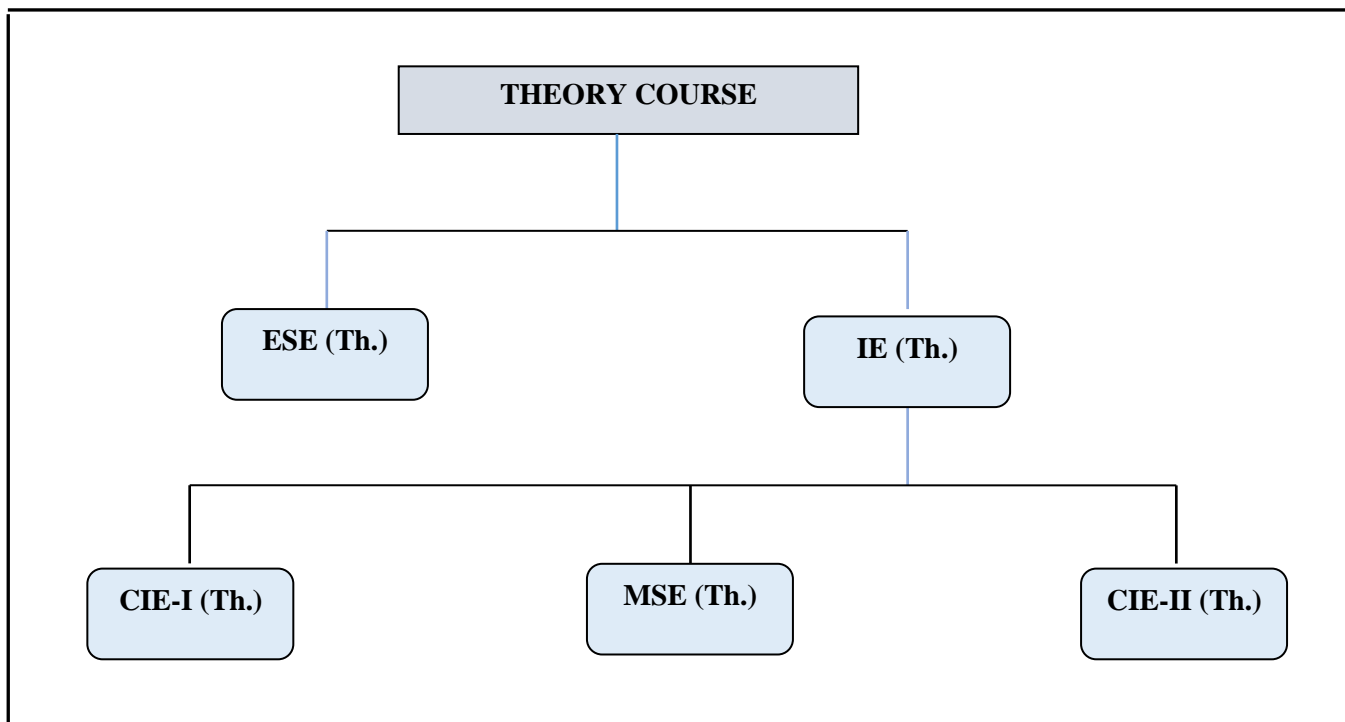 THEORY COURSE
ESE (Th.)
IE (Th.)
CIE-I (Th.)
MSE (Th.)
CIE-II (Th.)